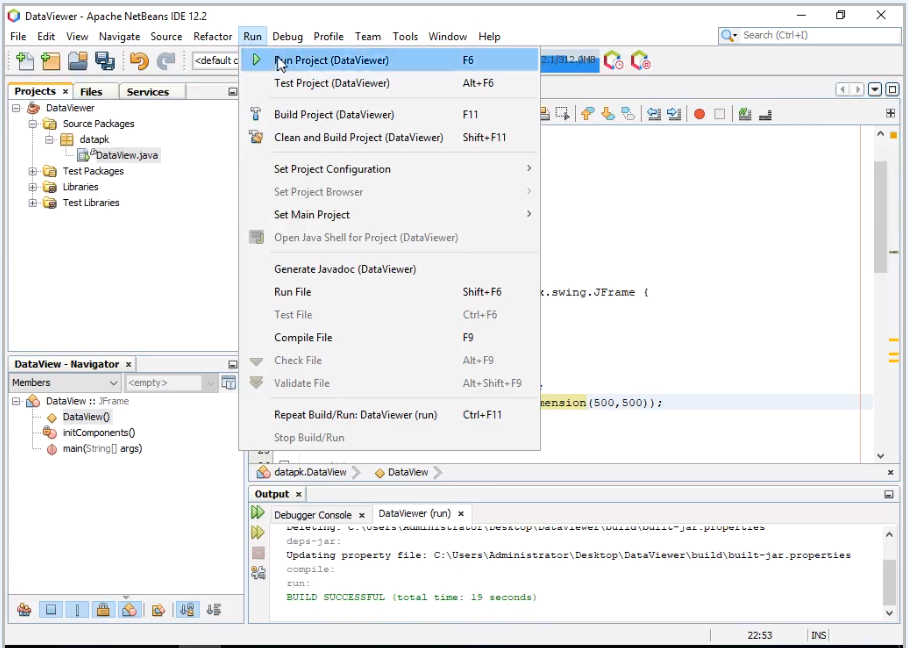 DataViewer - Apache NetBeans IDE 12.2
File Edit View Navigate Source Refactor Run Debug Profile Team Tools Window Help
Search (Ctrl+I)
<default c
2.1/312.0MB
Projects × Files Services
DataViewer
Source Packages
datapk
DataView.java
Test Packages
Libraries
Test Libraries
Run Project (DataViewer) F6
Test Project (DataViewer) Alt+F6
Build Project (DataViewer) F11
Clean and Build Project (DataViewer) Shift+F11
Set Project Configuration
Set Project Browser
Set Main Project
Open Java Shell for Project (DataViewer)
Generate Javadoc (DataViewer)
Run File Shift+F6
Test File Ctrl+F6
Compile File F9
Check File Alt+F9
Validate File Alt+Shift+F9
Repeat Build/Run: DataViewer (run) Ctrl+F11
Stop Build/Run
x.swing.JFrame {
;
mension(500,500));
DataView - Navigator ×
Members <empty>
DataView :: JFrame
DataView()
initComponents()
main(String[] args)
datapk.DataView DataView
Output ×
Debugger Console × DataViewer (run) ×
Deleting: C:\Users\Administrator\Desktop\DataViewer\build\built-jar.properties
deps-jar:
Updating property file: C:\Users\Administrator\Desktop\DataViewer\build\built-jar.properties
compile:
run:
BUILD SUCCESSFUL (total time: 19 seconds)
22:53 INS